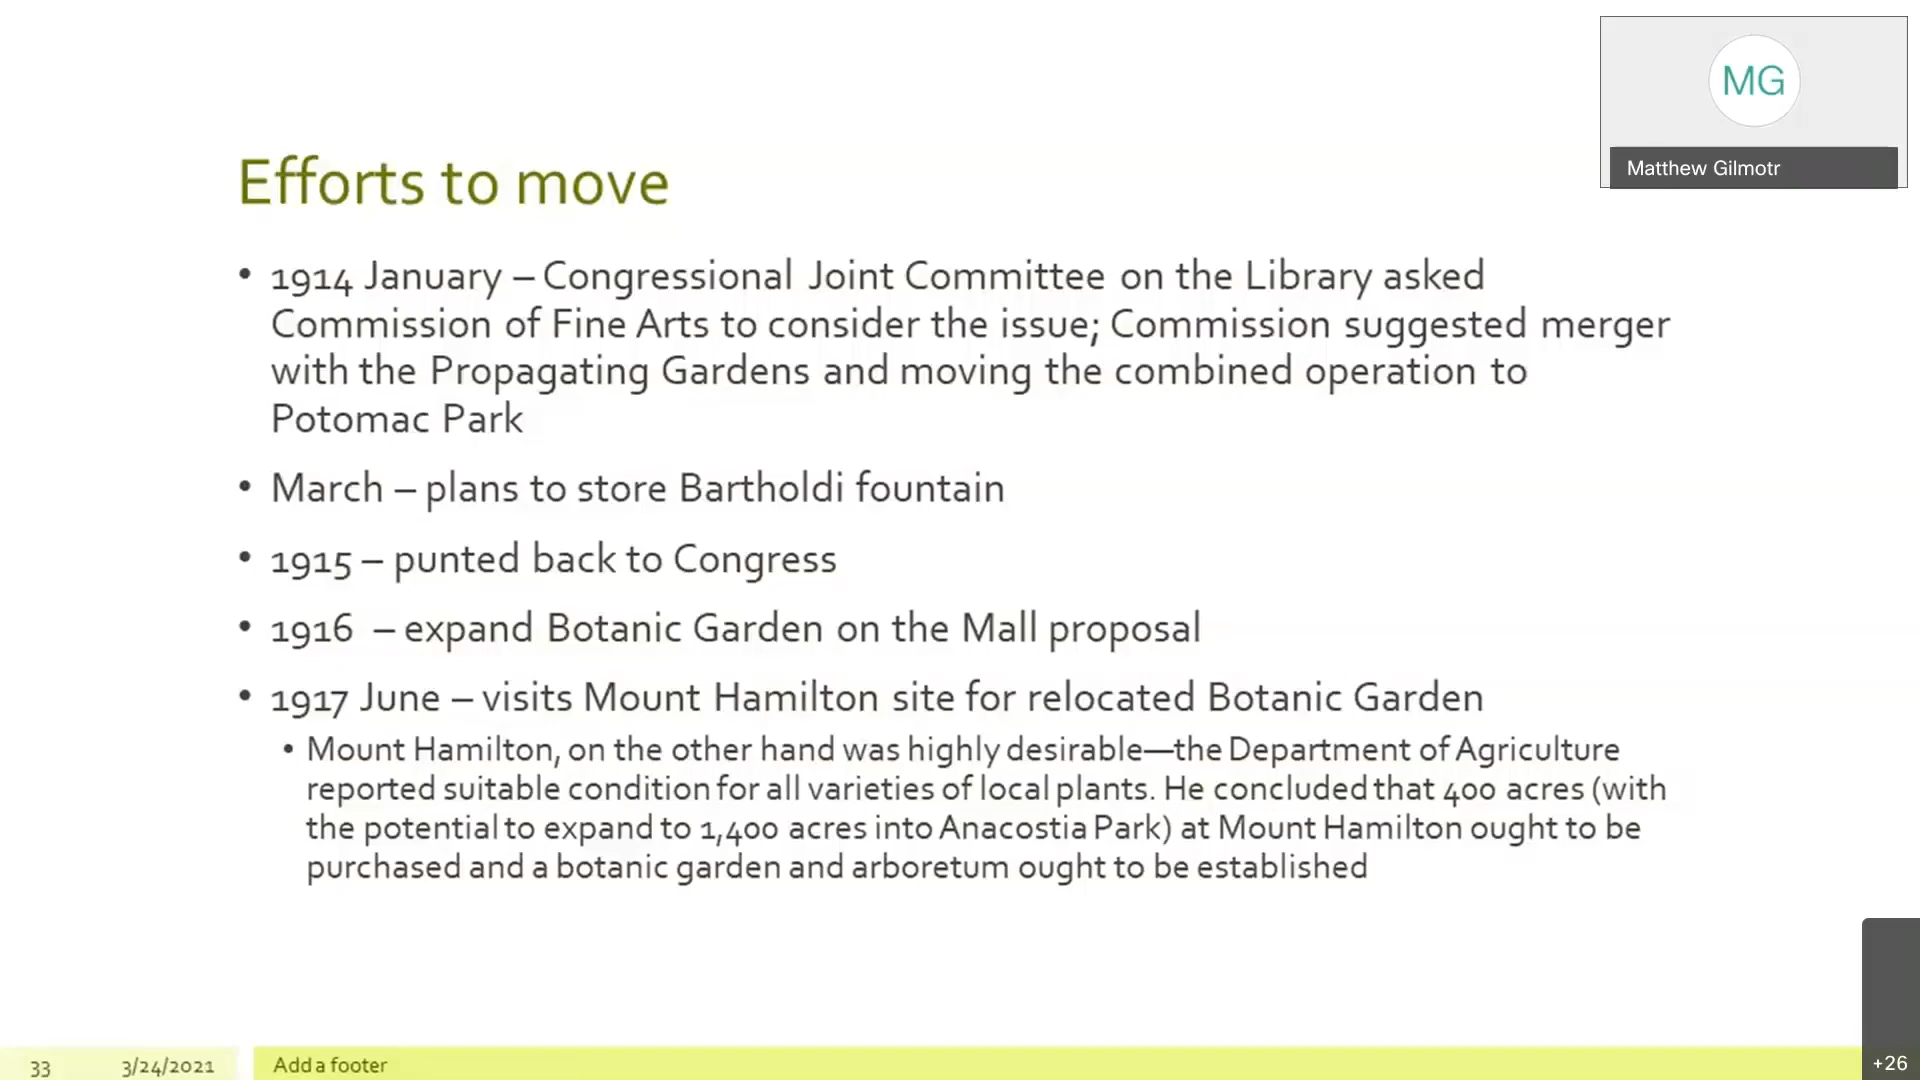 MG
Matthew Gilmotr
Efforts to move
• 1914 January – Congressional Joint Committee on the Library asked
Commission of Fine Arts to consider the issue; Commission suggested merger
with the Propagating Gardens and moving the combined operation to
Potomac Park
• March – plans to store Bartholdi fountain
• 1915 – punted back to Congress
• 1916 – expand Botanic Garden on the Mall proposal
• 1917 June – visits Mount Hamilton site for relocated Botanic Garden
• Mount Hamilton, on the other hand was highly desirable—the Department of Agriculture
reported suitable condition for all varieties of local plants. He concluded that 400 acres (with
the potential to expand to 1,400 acres into Anacostia Park) at Mount Hamilton ought to be
purchased and a botanic garden and arboretum ought to be established
33 3/24/2021 Add a footer
+26